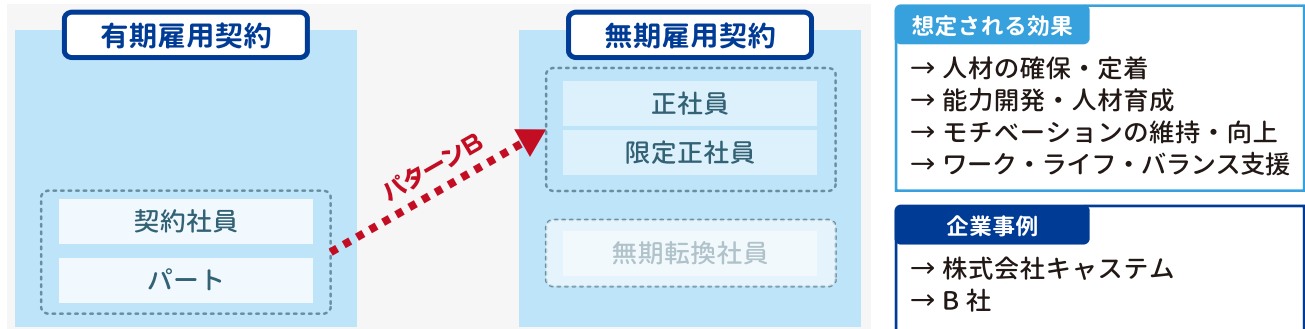 有期雇用契約
契約社員
パート
パターンB
無期雇用契約
正社員
限定正社員
無期転換社員
想定される効果
→ 人材の確保・定着
→ 能力開発・人材育成
→ モチベーションの維持・向上
→ ワーク・ライフ・バランス支援
企業事例
→ 株式会社キャステム
→ B 社